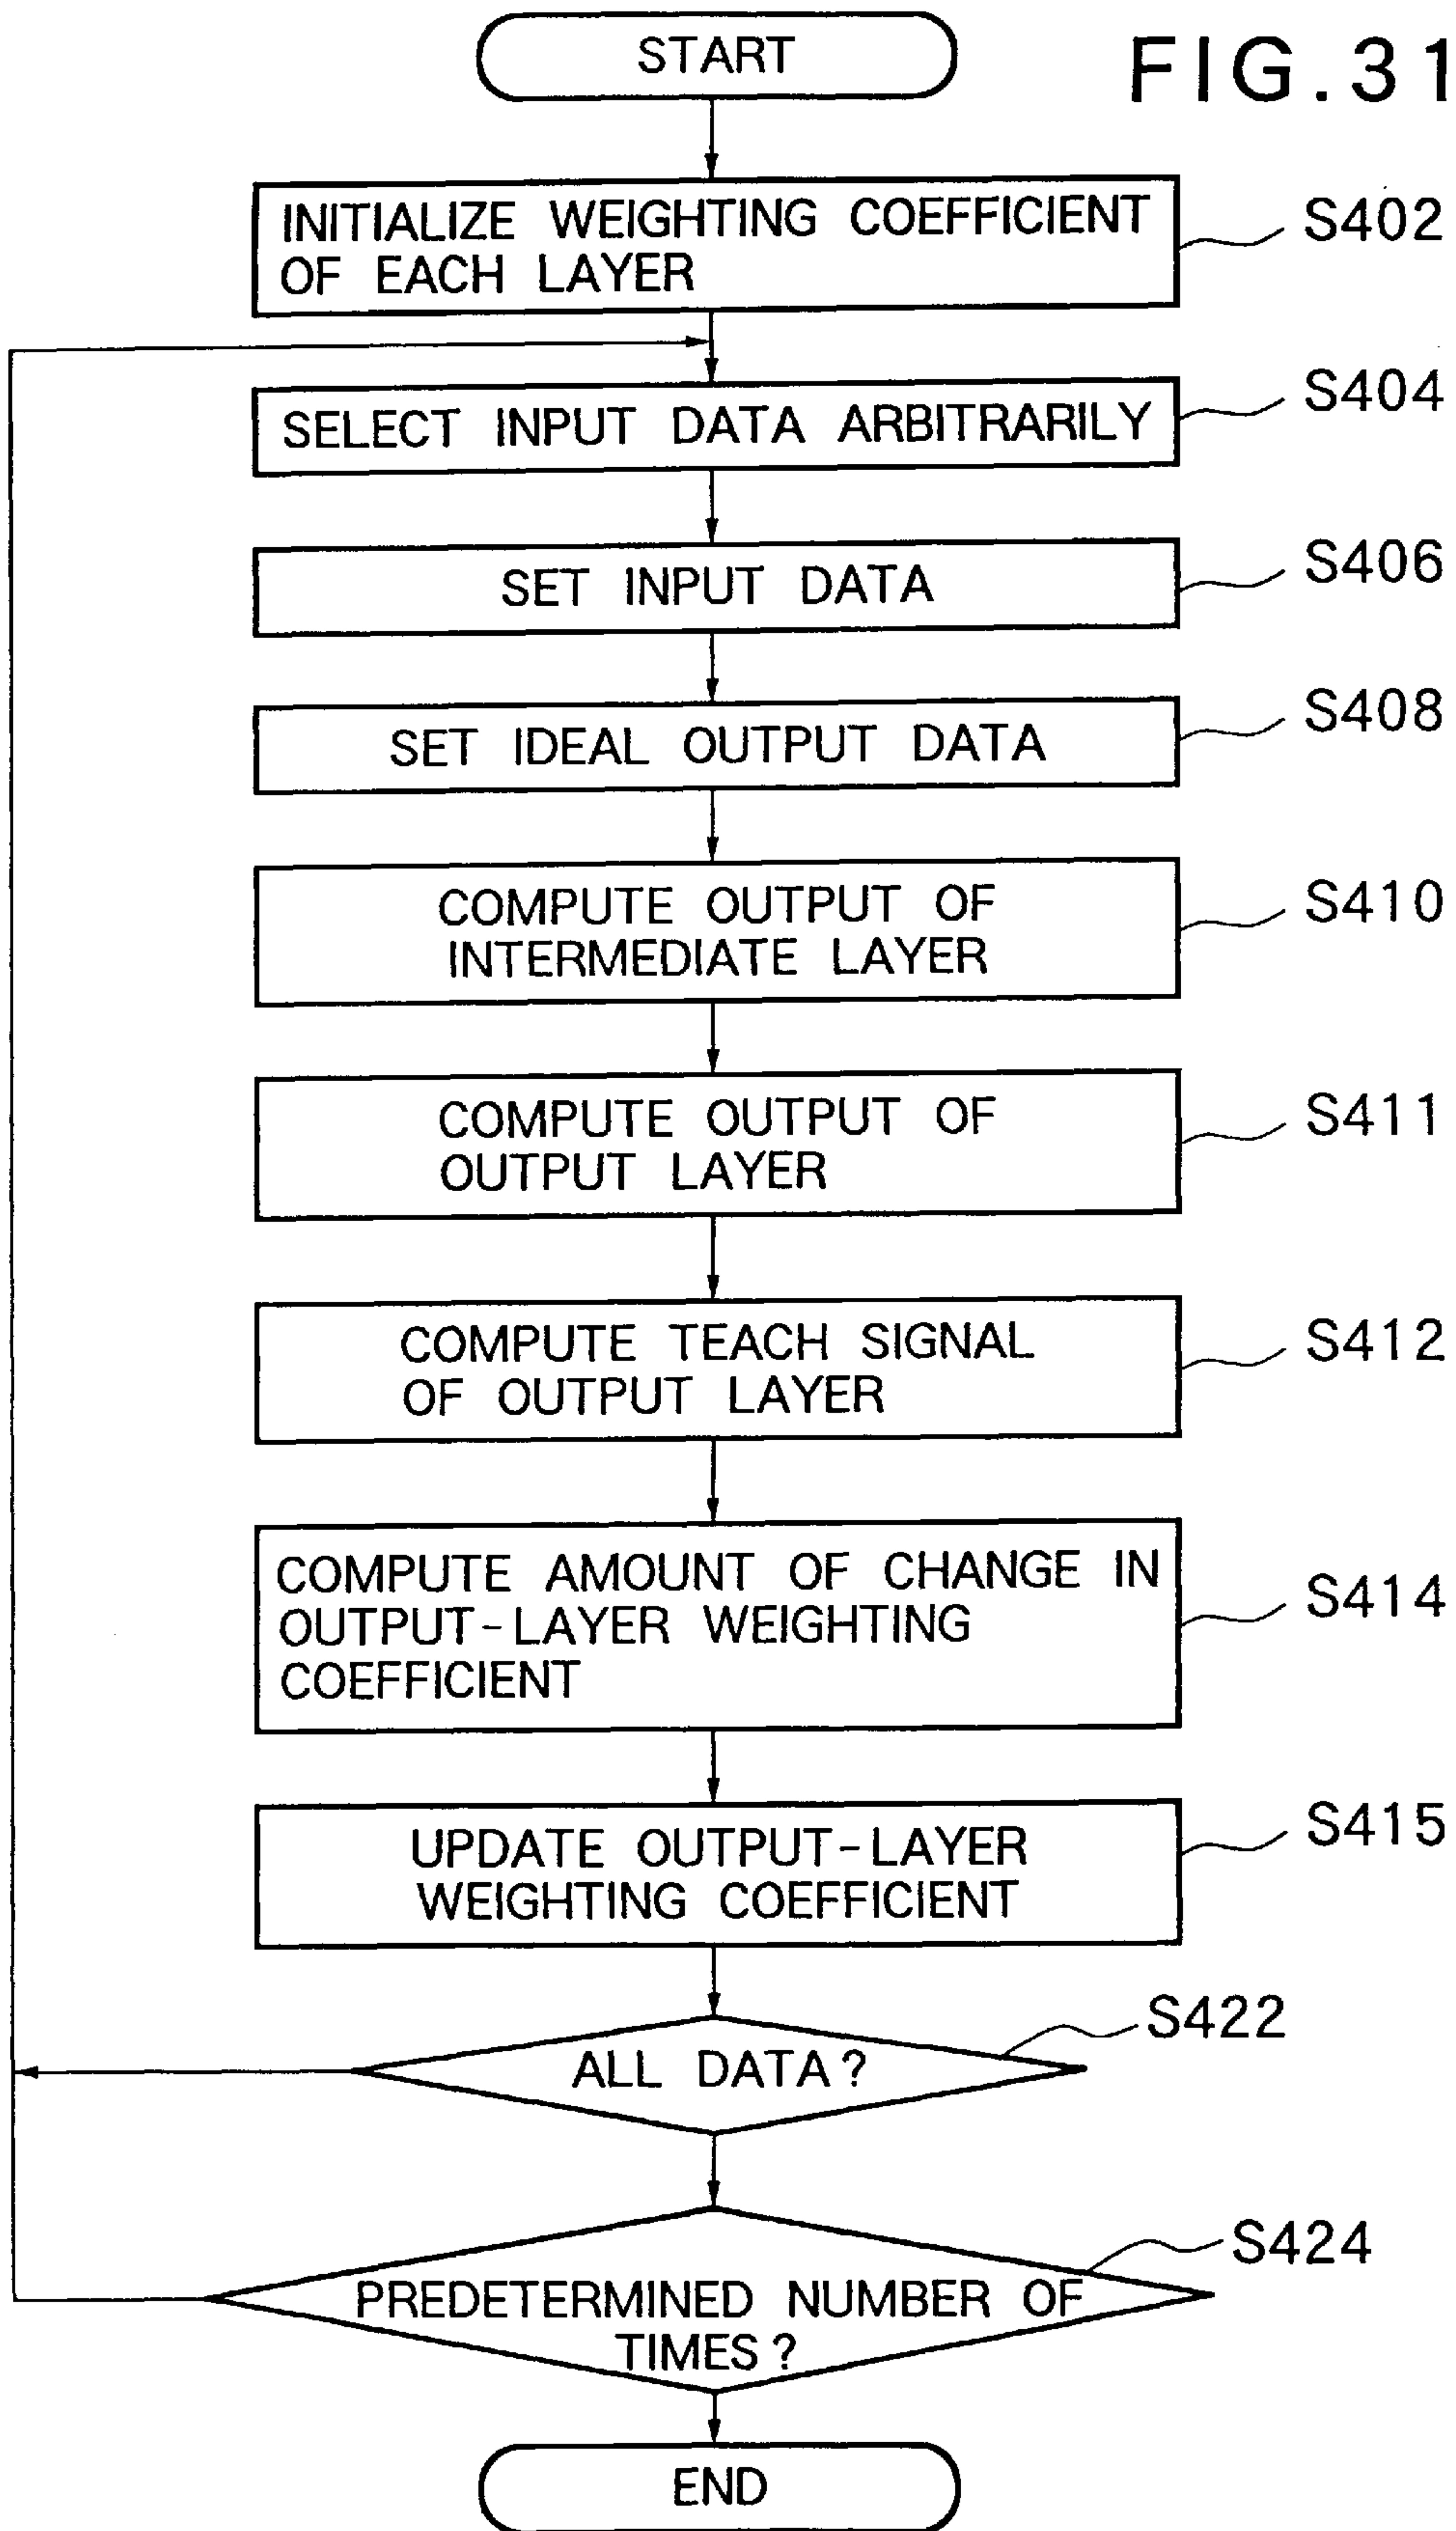 START
FIG.31
INITIALIZE WEIGHTING COEFFICIENT
OF EACH LAYER
S402
SELECT INPUT DATA ARBITRARILY
S404
SET INPUT DATA
S406
SET IDEAL OUTPUT DATA
S408
COMPUTE OUTPUT OF
INTERMEDIATE LAYER
S410
COMPUTE OUTPUT OF
OUTPUT LAYER
S411
COMPUTE TEACH SIGNAL
OF OUTPUT LAYER
S412
COMPUTE AMOUNT OF CHANGE IN
OUTPUT-LAYER WEIGHTING
COEFFICIENT
S414
UPDATE OUTPUT-LAYER
WEIGHTING COEFFICIENT
S415
ALL DATA?
S422
PREDETERMINED NUMBER OF
TIMES?
S424
END